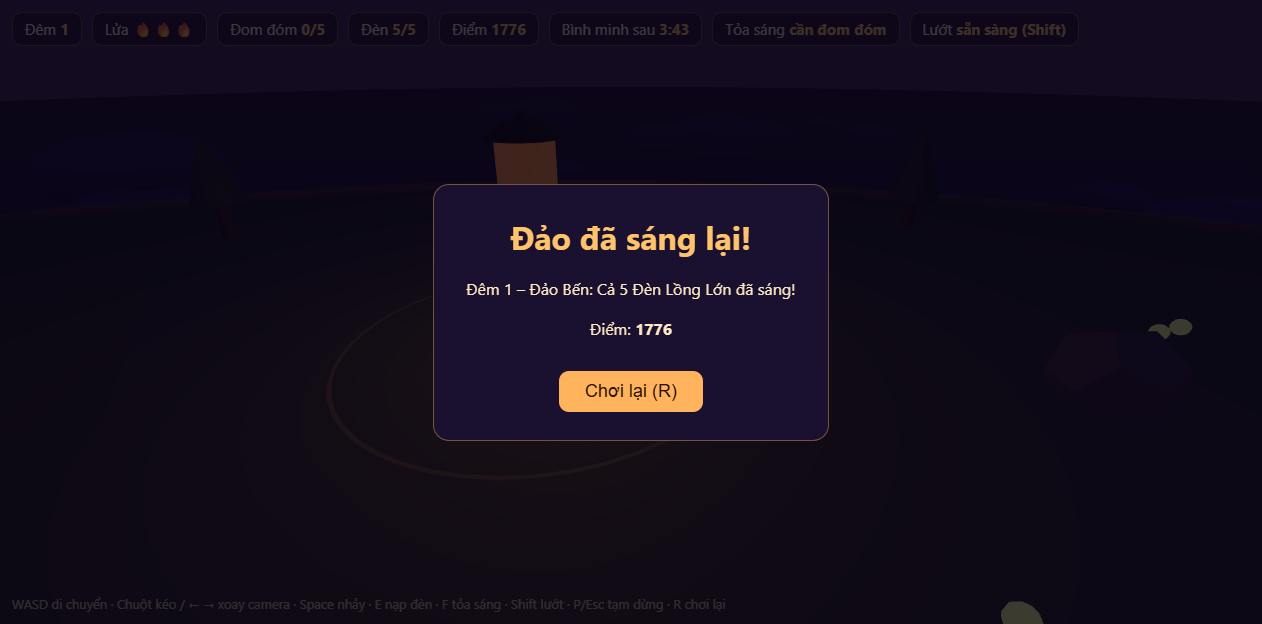 Đêm 1 Lửa 🔥🔥🔥 Đom đóm 0/5 Đèn 5/5 Điểm 1776 Bình minh sau 3:43 Tỏa sáng cần đom đóm Lướt sẵn sàng (Shift)
Đảo đã sáng lại!
Đêm 1 – Đảo Bến: Cả 5 Đèn Lồng Lớn đã sáng!
Điểm: 1776
Chơi lại (R)
WASD di chuyển · Chuột kéo / ← → xoay camera · Space nhảy · E nạp đèn · F tỏa sáng · Shift lướt · P/Esc tạm dừng · R chơi lại